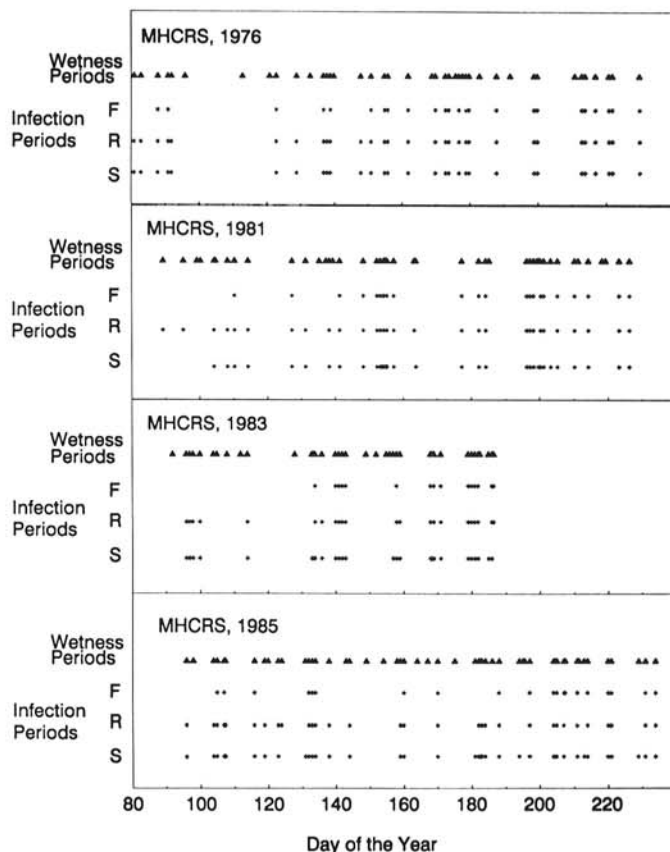 MHCRS, 1976
Wetness
Periods
F
Infection
Periods
R
S
MHCRS, 1981
Wetness
Periods
F
Infection
Periods
R
S
MHCRS, 1983
Wetness
Periods
F
Infection
Periods
R
S
MHCRS, 1985
Wetness
Periods
F
Infection
Periods
R
S
80 100 120 140 160 180 200 220
Day of the Year